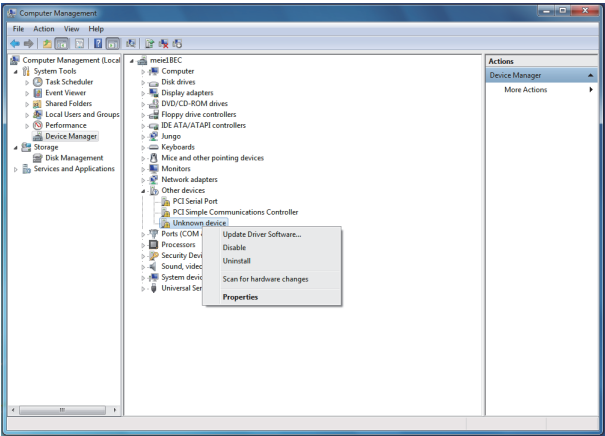 Computer Management
File Action View Help
Computer Management (Local
System Tools
Task Scheduler
Event Viewer
Shared Folders
Local Users and Groups
Performance
Device Manager
Storage
Disk Management
Services and Applications
meie1BEC
Computer
Disk drives
Display adapters
DVD/CD-ROM drives
Floppy drive controllers
IDE ATA/ATAPI controllers
Jungo
Keyboards
Mice and other pointing devices
Monitors
Network adapters
Other devices
PCI Serial Port
PCI Simple Communications Controller
Unknown device
Ports (COM
Processors
Security Devi
Sound, video
System devic
Universal Ser
Update Driver Software...
Disable
Uninstall
Scan for hardware changes
Properties
Actions
Device Manager
More Actions